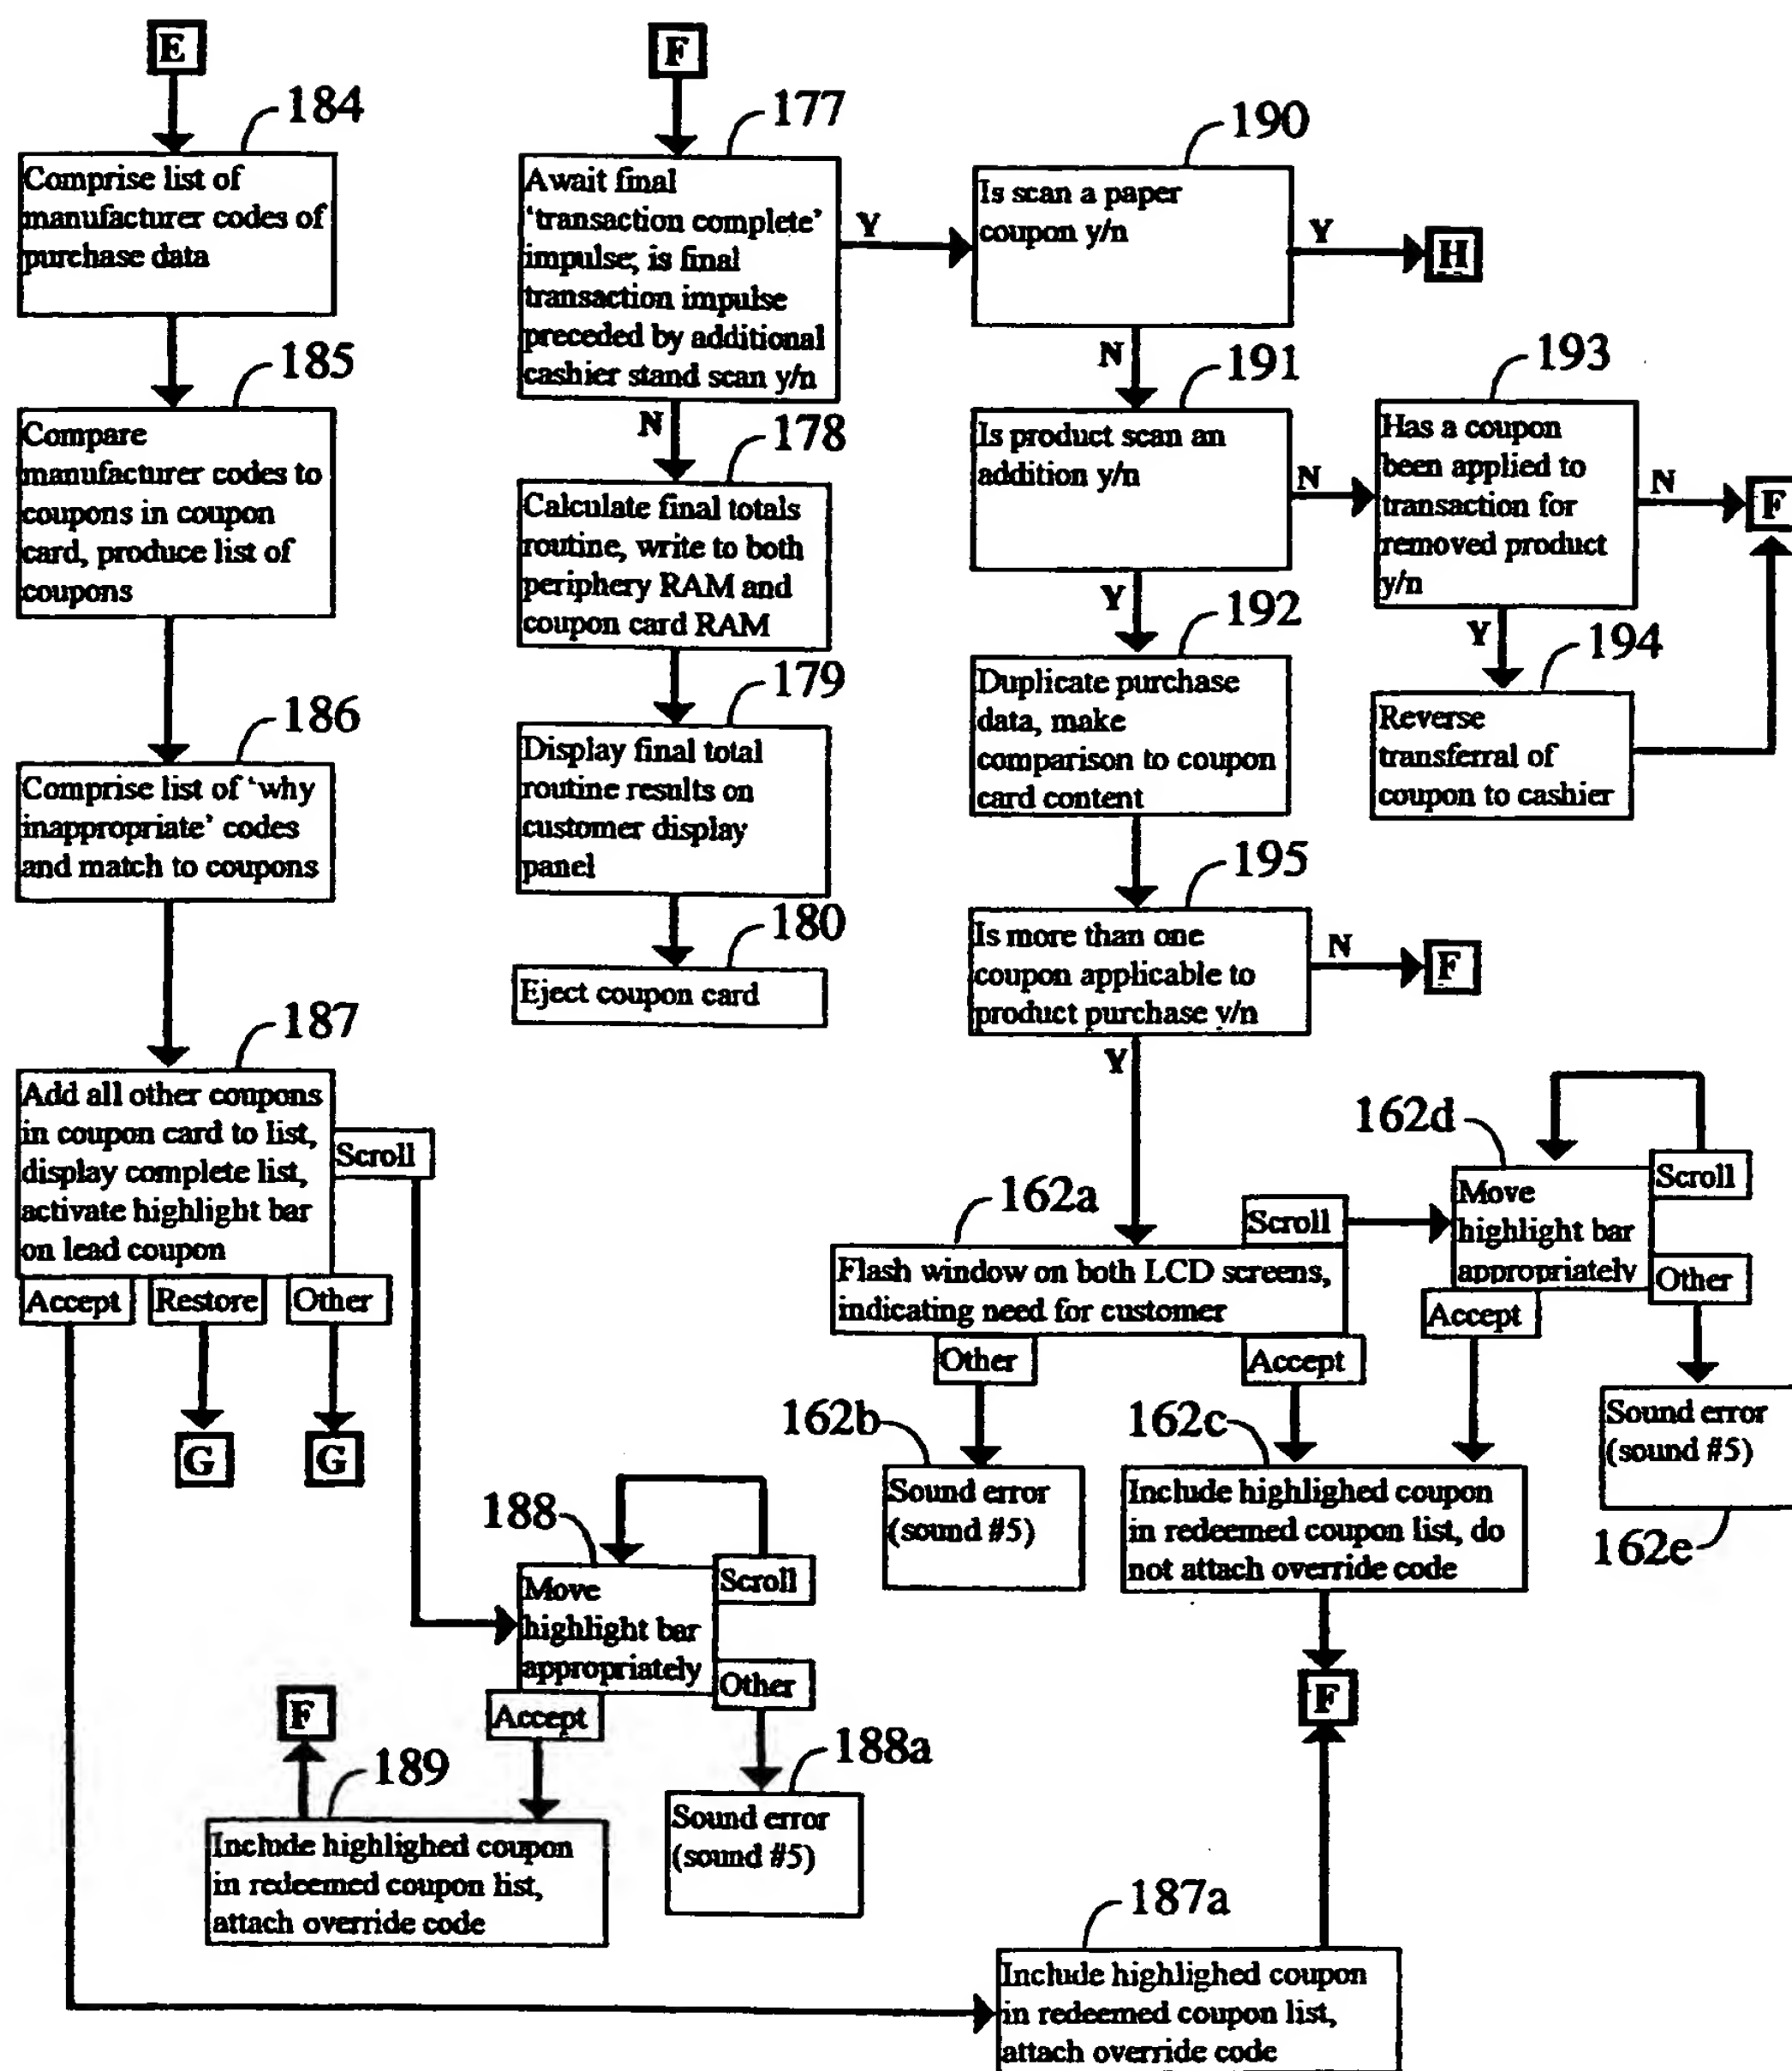 E
184
Comprise list of
manufacturer codes of
purchase data
185
Compare
manufacturer codes to
coupons in coupon
card, produce list of
coupons
186
Comprise list of ‘why
inappropriate’ codes
and match to coupons
187
Add all other coupons
in coupon card to list,
display complete list,
activate highlight bar
on lead coupon
Scroll
Accept
Restore
Other
G
G
188
Move
highlight bar
appropriately
Scroll
Other
Accept
188a
Sound error
(sound #5)
F
189
Include highlighed coupon
in redeemed coupon list,
attach override code
F
177
Await final
‘transaction complete’
impulse; is final
transaction impulse
preceded by additional
cashier stand scan y/n
Y
N
178
Calculate final totals
routine, write to both
periphery RAM and
coupon card RAM
179
Display final total
routine results on
customer display
panel
180
Eject coupon card
190
Is scan a paper
coupon y/n
Y
H
N
191
Is product scan an
addition y/n
N
193
Has a coupon
been applied to
transaction for
removed product
y/n
N
F
Y
194
Reverse
transferral of
coupon to cashier
Y
192
Duplicate purchase
data, make
comparison to coupon
card content
195
Is more than one
coupon applicable to
product purchase y/n
N
F
Y
162a
Scroll
Flash window on both LCD screens,
indicating need for customer
Other
Accept
162d
Move
highlight bar
appropriately
Scroll
Other
Accept
162b
Sound error
(sound #5)
162c
Include highlighed coupon
in redeemed coupon list, do
not attach override code
Sound error
(sound #5)
162e
F
187a
Include highlighed coupon
in redeemed coupon list,
attach override code